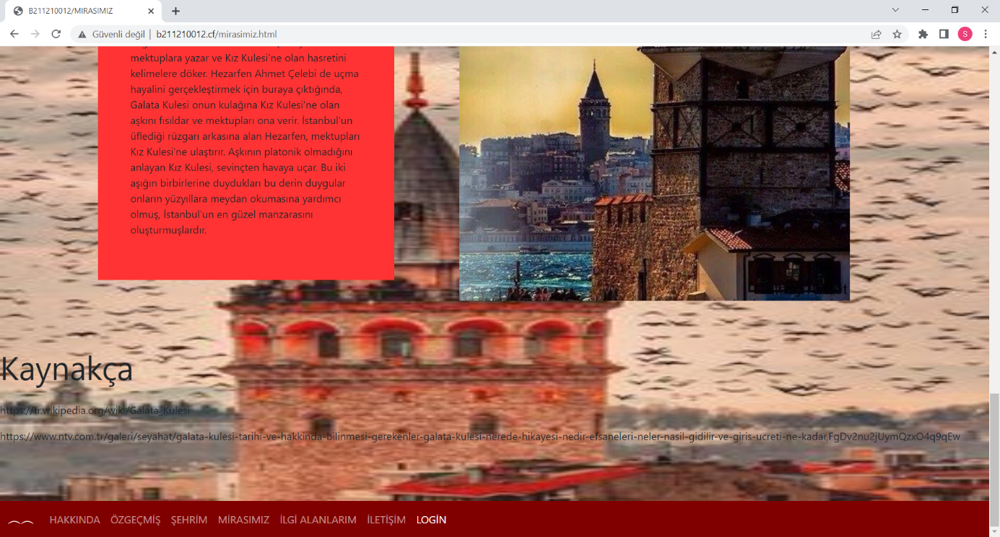 B211210012/MIRASIMIZ
Güvenli değil
b211210012.cf/mirasimiz.html
S
mektuplara yazar ve Kız Kulesi'ne olan hasretini
kelimelere döker. Hezarfen Ahmet Çelebi de uçma
hayalini gerçekleştirmek için buraya çıktığında,
Galata Kulesi onun kulağına Kız Kulesi'ne olan
aşkını fısıldar ve mektupları ona verir. İstanbul'un
üflediği rüzgarı arkasına alan Hezarfen, mektupları
Kız Kulesi'ne ulaştırır. Aşkının platonik olmadığını
anlayan Kız Kulesi, sevinçten havaya uçar. Bu iki
aşığın birbirlerine duydukları bu derin duygular
onların yüzyıllara meydan okumasına yardımcı
olmuş, İstanbul'un en güzel manzarasını
oluşturmuşlardır.
Kaynakça
https://tr.wikipedia.org/wiki/Galata_Kulesi
https://www.ntv.com.tr/galeri/seyahat/galata-kulesi-tarihi-ve-hakkinda-bilinmesi-gerekenler-galata-kulesi-nerede-hikayesi-nedir-efsaneleri-neler-nasil-gidilir-ve-giris-ucreti-ne-kadar,FgDv2nu2jUymQzxO4q9qEw
HAKKINDA ÖZGEÇMİŞ ŞEHRİM MİRASIMIZ İLGİ ALANLARIM İLETİŞİM LOGİN